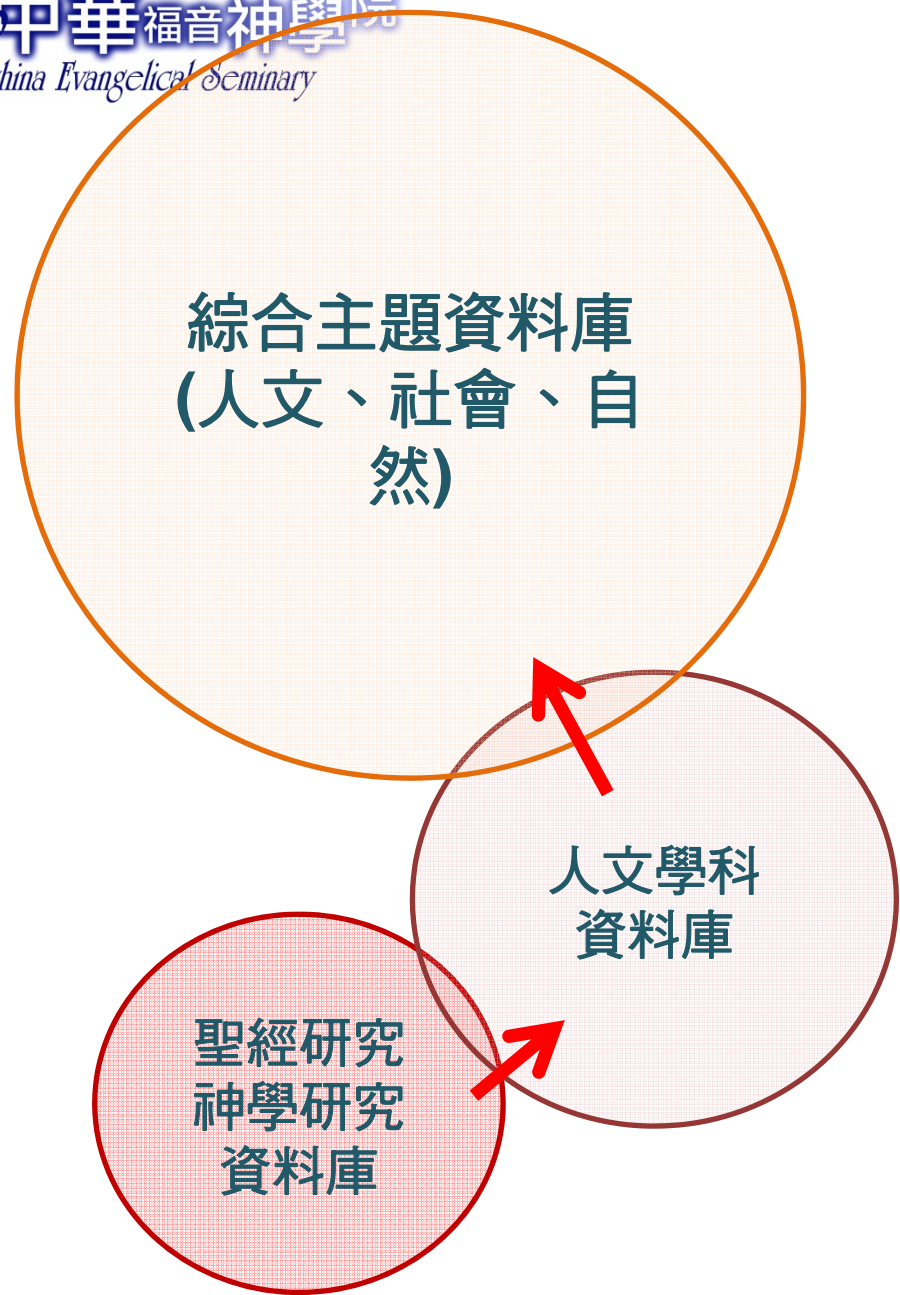 中華福音神學院
hina Evangelical Seminary
綜合主題資料庫
(人文、社會、自
然)
人文學科
資料庫
聖經研究
神學研究
資料庫